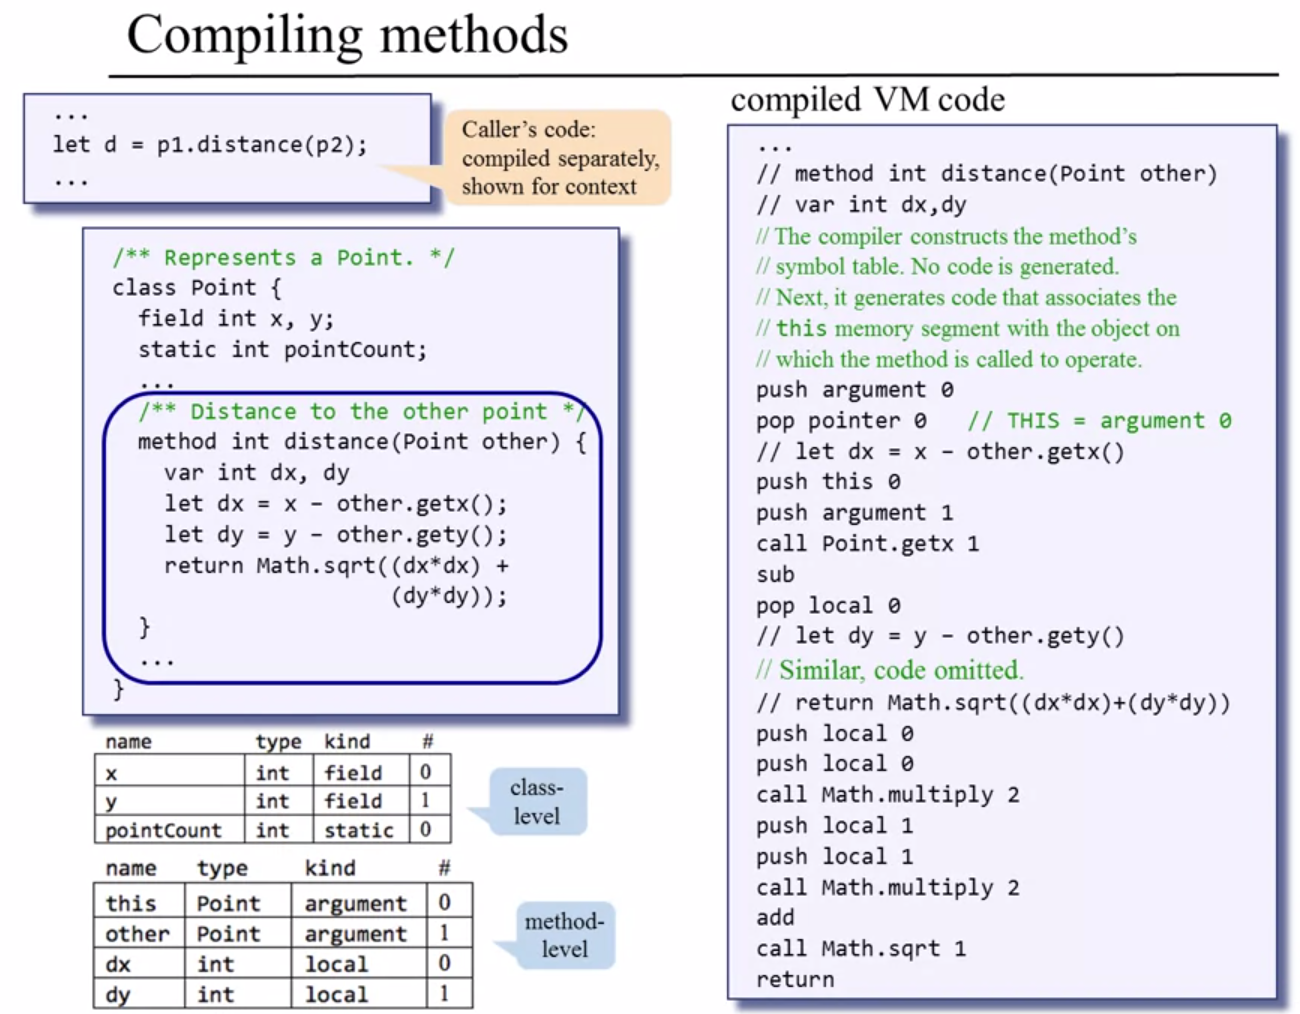 Compiling methods
...
let d = p1.distance(p2);
...
Caller's code:
compiled separately,
shown for context
/** Represents a Point. */
class Point {
field int x, y;
static int pointCount;
...
/** Distance to the other point */
method int distance(Point other) {
var int dx, dy
let dx = x – other.getx();
let dy = y – other.gety();
return Math.sqrt((dx*dx) +
(dy*dy));
}
...
}
name type kind #
x int field 0
y int field 1
pointCount int static 0
class-
level
name type kind #
this Point argument 0
other Point argument 1
dx int local 0
dy int local 1
method-
level
compiled VM code
...
// method int distance(Point other)
// var int dx,dy
// The compiler constructs the method's
// symbol table. No code is generated.
// Next, it generates code that associates the
// this memory segment with the object on
// which the method is called to operate.
push argument 0
pop pointer 0 // THIS = argument 0
// let dx = x – other.getx()
push this 0
push argument 1
call Point.getx 1
sub
pop local 0
// let dy = y – other.gety()
// Similar, code omitted.
// return Math.sqrt((dx*dx)+(dy*dy))
push local 0
push local 0
call Math.multiply 2
push local 1
push local 1
call Math.multiply 2
add
call Math.sqrt 1
return